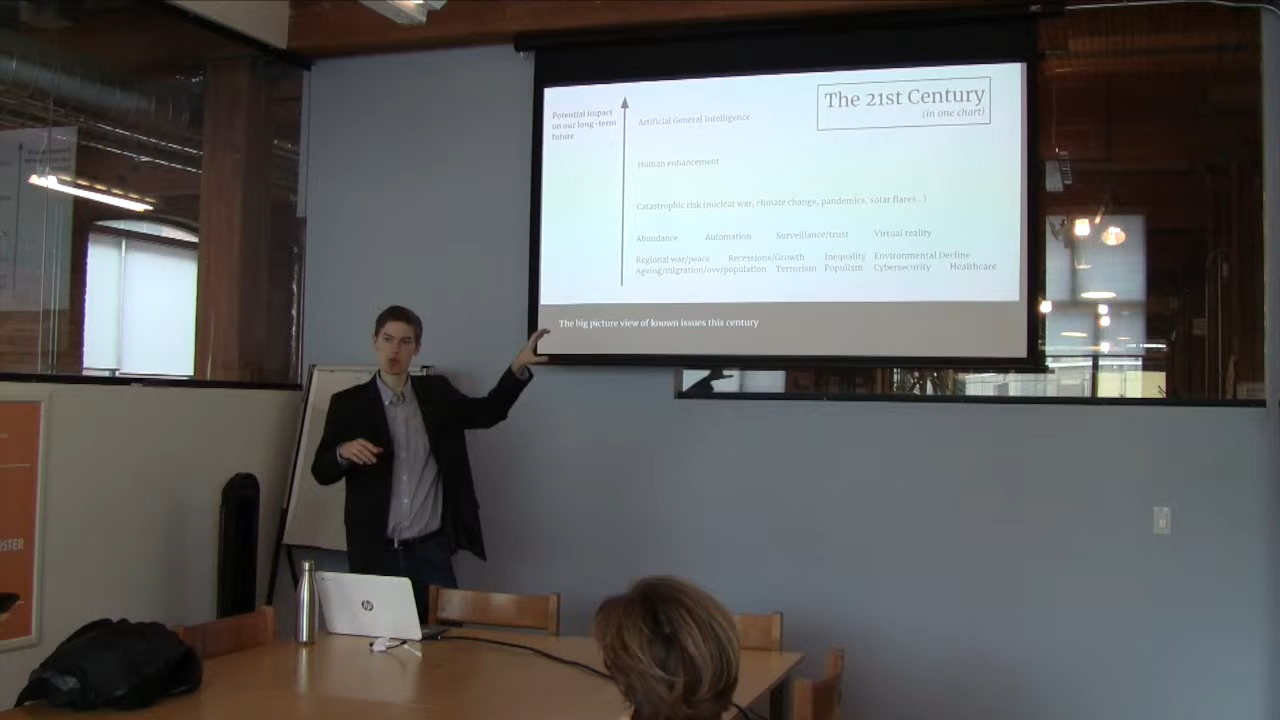 The 21st Century
(in one chart)
Potential impact
on our long-term
future
Artificial General Intelligence
Human enhancement
Catastrophic risk (nuclear war, climate change, pandemics, solar flares...)
Abundance Automation Surveillance/trust Virtual reality
Regional war/peace Recessions/Growth Inequality Environmental Decline
Ageing/migration/overpopulation Terrorism Populism Cybersecurity Healthcare
The big picture view of known issues this century
hp